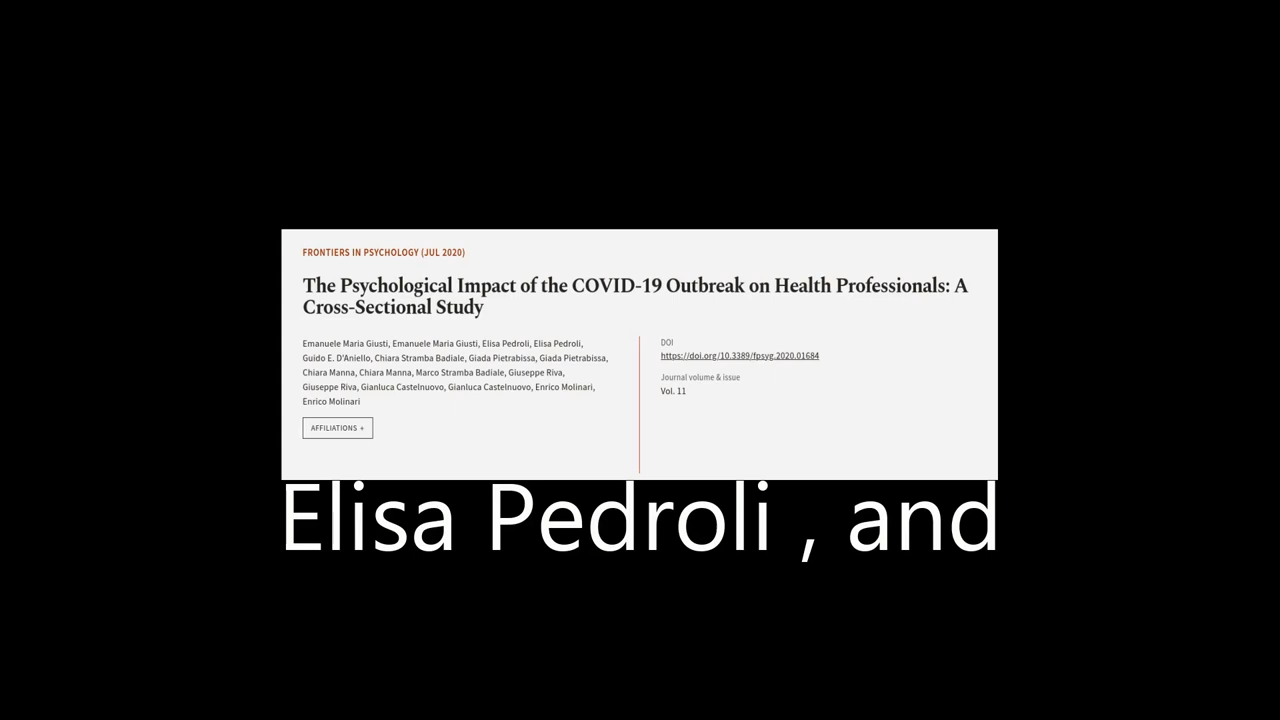 FRONTIERS IN PSYCHOLOGY (JUL 2020)
The Psychological Impact of the COVID-19 Outbreak on Health Professionals: A
Cross-Sectional Study
Emanuele Maria Giusti, Emanuele Maria Giusti, Elisa Pedroli, Elisa Pedroli,
Guido E. D'Aniello, Chiara Stramba Badiale, Giada Pietrabissa, Giada Pietrabissa,
Chiara Manna, Chiara Manna, Marco Stramba Badiale, Giuseppe Riva,
Giuseppe Riva, Gianluca Castelnuovo, Gianluca Castelnuovo, Enrico Molinari,
Enrico Molinari
AFFILIATIONS +
DOI
https://doi.org/10.3389/fpsyg.2020.01684
Journal volume & issue
Vol. 11
Elisa Pedroli , and